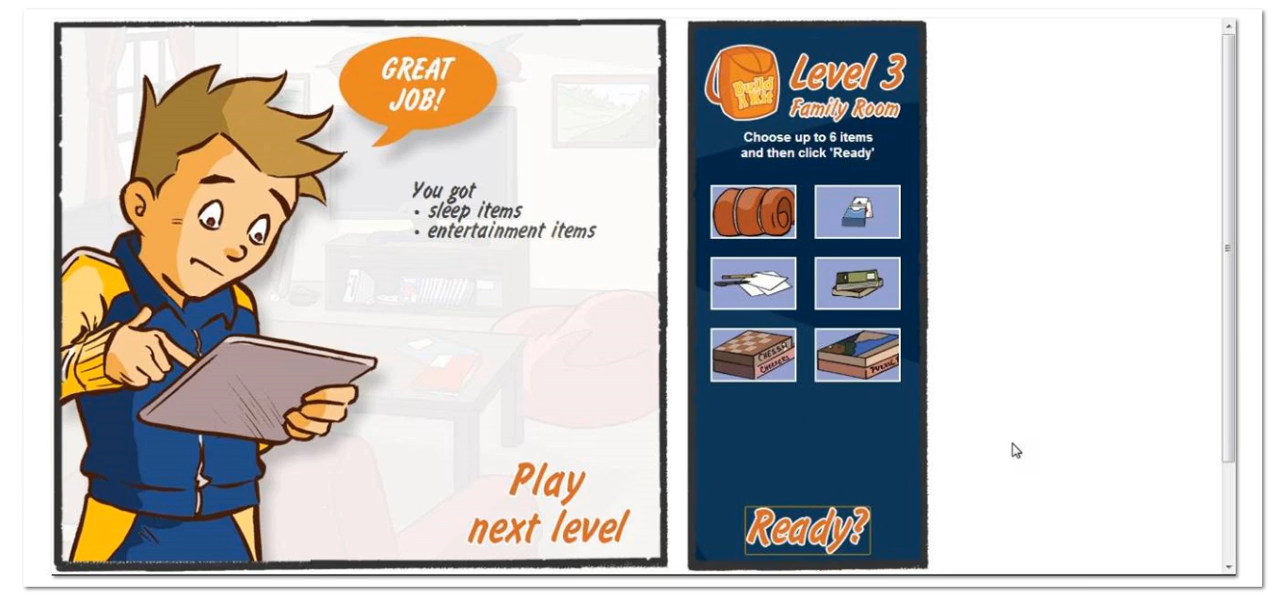 GREAT
JOB!
You got
• sleep items
• entertainment items
Play
next level
Build
A Kit
Level 3
Family Room
Choose up to 6 items
and then click 'Ready'
CHESS
CHECKERS
Ready?